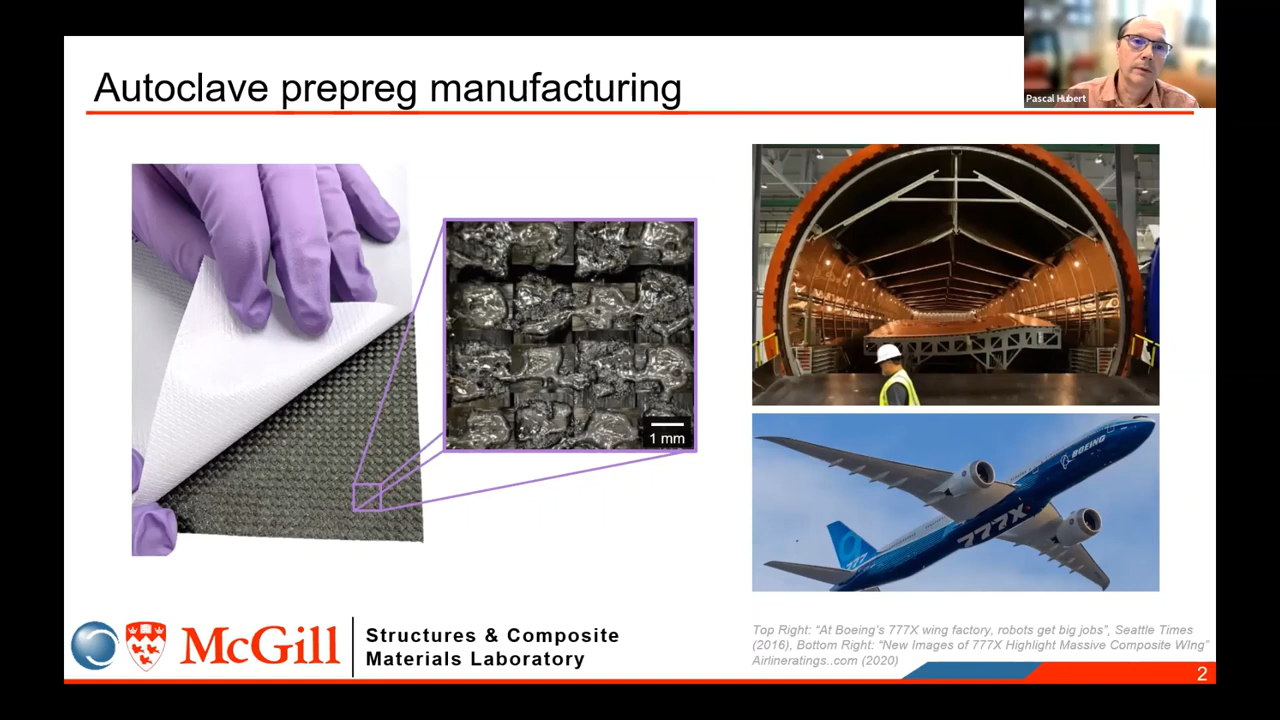 Autoclave prepreg manufacturing
Pascal Hubert
1 mm
BOEING
777X
777
McGill
Structures & Composite
Materials Laboratory
Top Right: “At Boeing’s 777X wing factory, robots get big jobs”, Seattle Times
(2016), Bottom Right: “New Images of 777X Highlight Massive Composite WIng”
Airlineratings..com (2020)
2